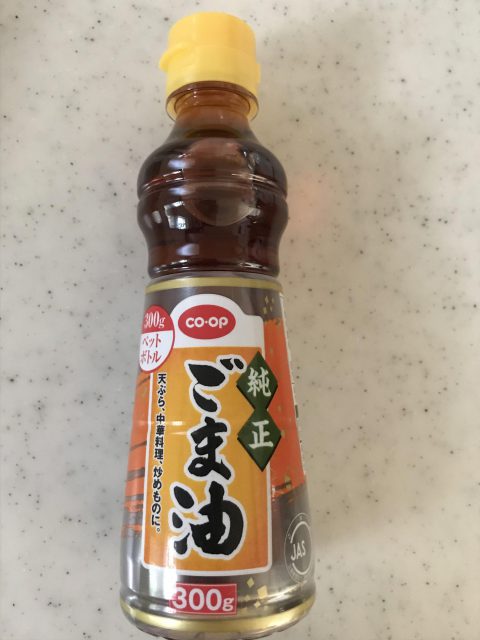 300g
ペット
ボトル
CO·OP
純正
ごま油
天ぷら、中華料理、炒めものに。
JAS
300g